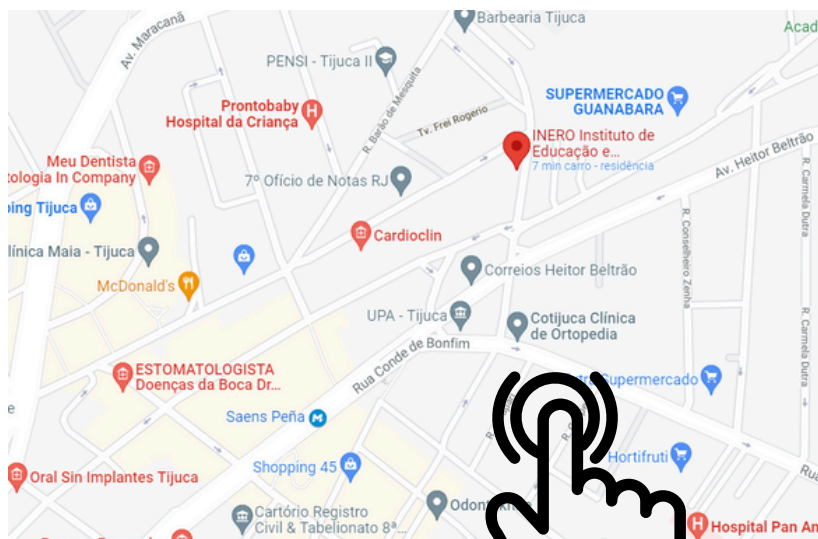 Barbearia Tijuca
Acad
Av. Maracanã
PENSI - Tijuca II
R. Barão de Mesquita
SUPERMERCADO
GUANABARA
Prontobaby
Hospital da Criança
Tv. Frei Rogerio
INERO Instituto de
Educação e...
7 min carro - residência
Av. Heitor Beltrão
R. Carmela Dutra
Meu Dentista
ologia In Company
7º Ofício de Notas RJ
ping Tijuca
R. Conselheiro Zenha
Cardioclin
línica Maia - Tijuca
Correios Heitor Beltrão
McDonald's
UPA - Tijuca
Cotijuca Clínica
de Ortopedia
R. Carmela Dutra
Rua Conde de Bonfim
ESTOMATOLOGISTA
Doenças da Boca Dr...
Supermercado
e
Saens Peña
Shopping 45
Hortifruti
Rua
Oral Sin Implantes Tijuca
Cartório Registro
Civil & Tabelionato 8ª...
Hospital Pan Am